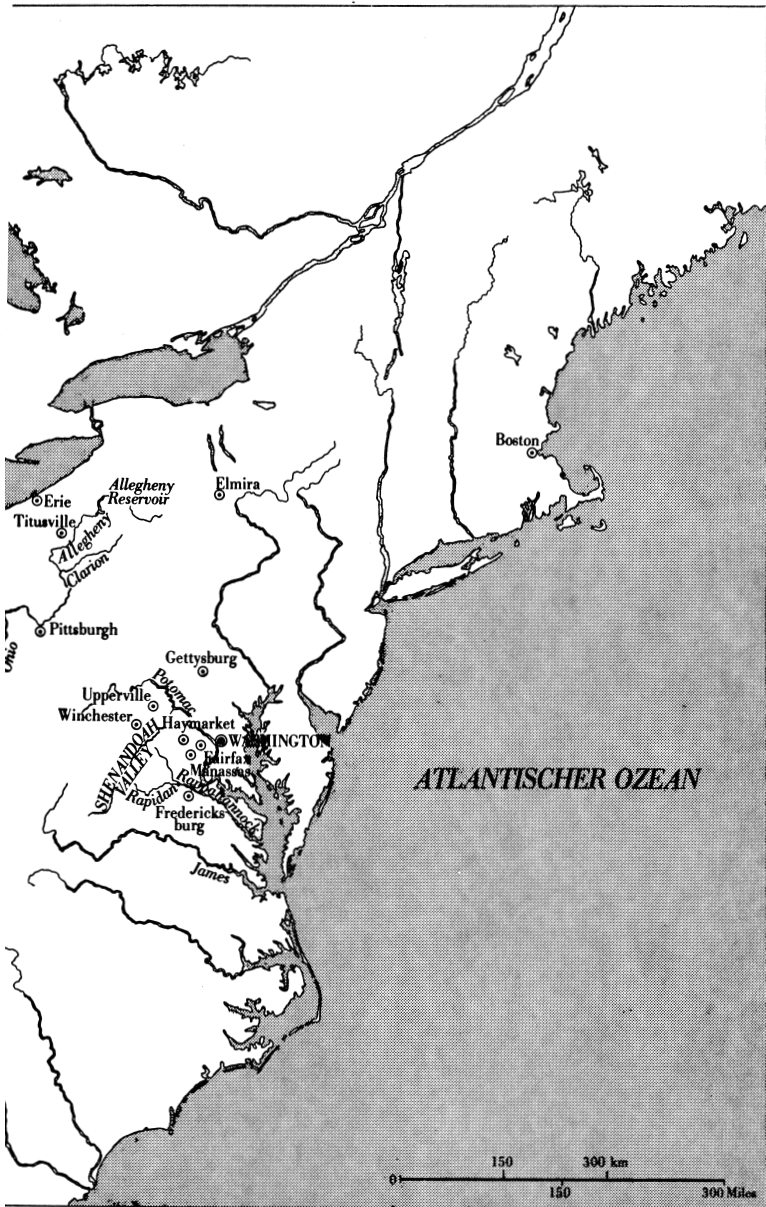 Boston
Allegheny
Reservoir
Elmira
Erie
Titusville
Allegheny
Clarion
Pittsburgh
Ohio
Gettysburg
Potomac
Upperville
Winchester
Haymarket
WASHINGTON
Fairfax
Manassas
SHENANDOAH
VALLEY
Rapidan
Rappahannock
Fredericks
burg
ATLANTISCHER OZEAN
James
150
300 km
0
150
300 Miles